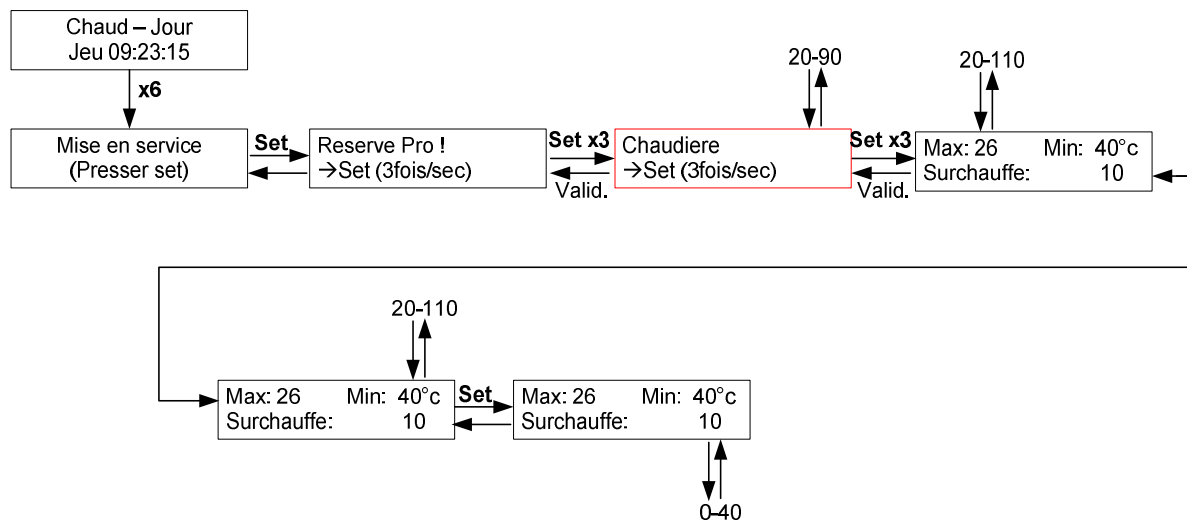 Chaud – Jour
Jeu 09:23:15
x6
Mise en service
(Presser set)
Set
Reserve Pro !
→Set (3fois/sec)
Set x3
Valid.
20-90
Chaudiere
→Set (3fois/sec)
Set x3
Valid.
20-110
Max: 26 Min: 40°c
Surchauffe: 10
20-110
Max: 26 Min: 40°c
Surchauffe: 10
Set
Max: 26 Min: 40°c
Surchauffe: 10
0-40